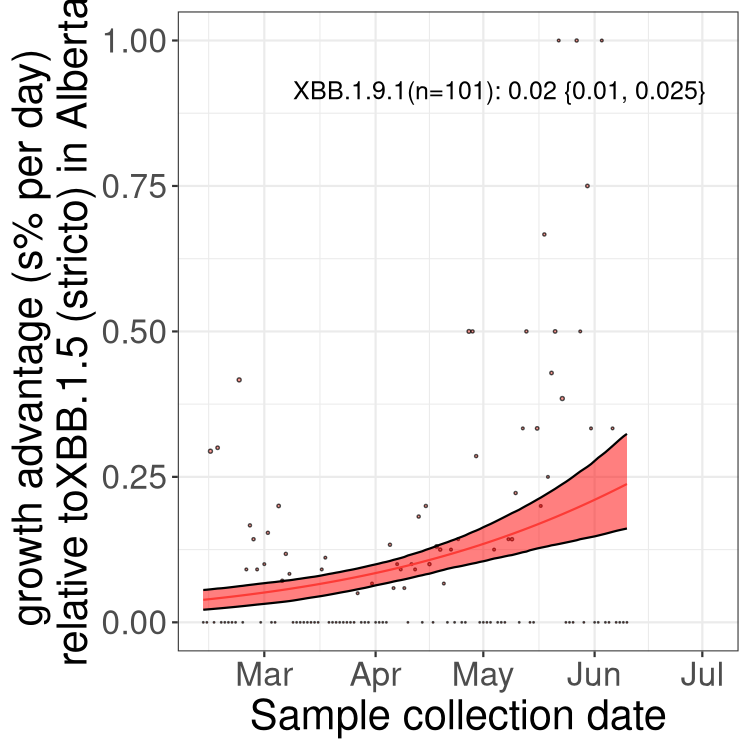 growth advantage (s% per day)
relative toXBB.1.5 (stricto) in Alberta
1.00
0.75
0.50
0.25
0.00
XBB.1.9.1(n=101): 0.02 {0.01, 0.025}
Mar Apr May Jun Jul
Sample collection date